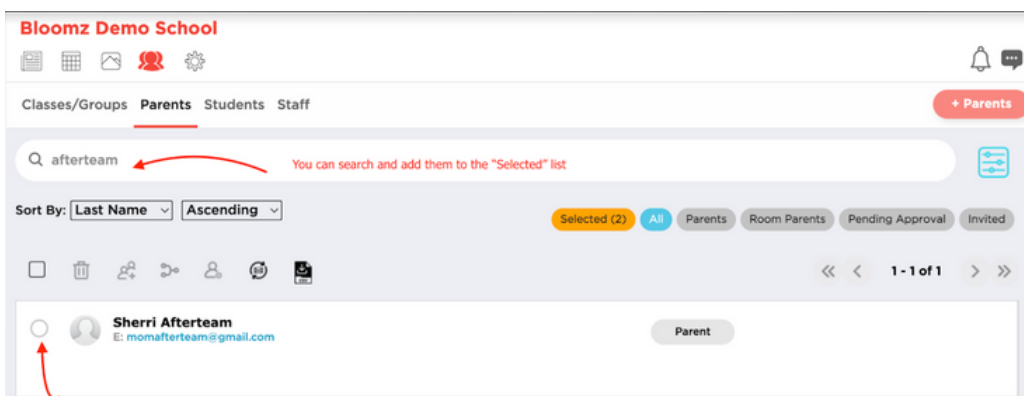 Bloomz Demo School
Classes/Groups Parents Students Staff
+ Parents
afterteam
You can search and add them to the "Selected" list
Sort By: Last Name Ascending
Selected (2) All Parents Room Parents Pending Approval Invited
1 - 1 of 1
Sherri Afterteam
Parent
E: momafterteam@gmail.com